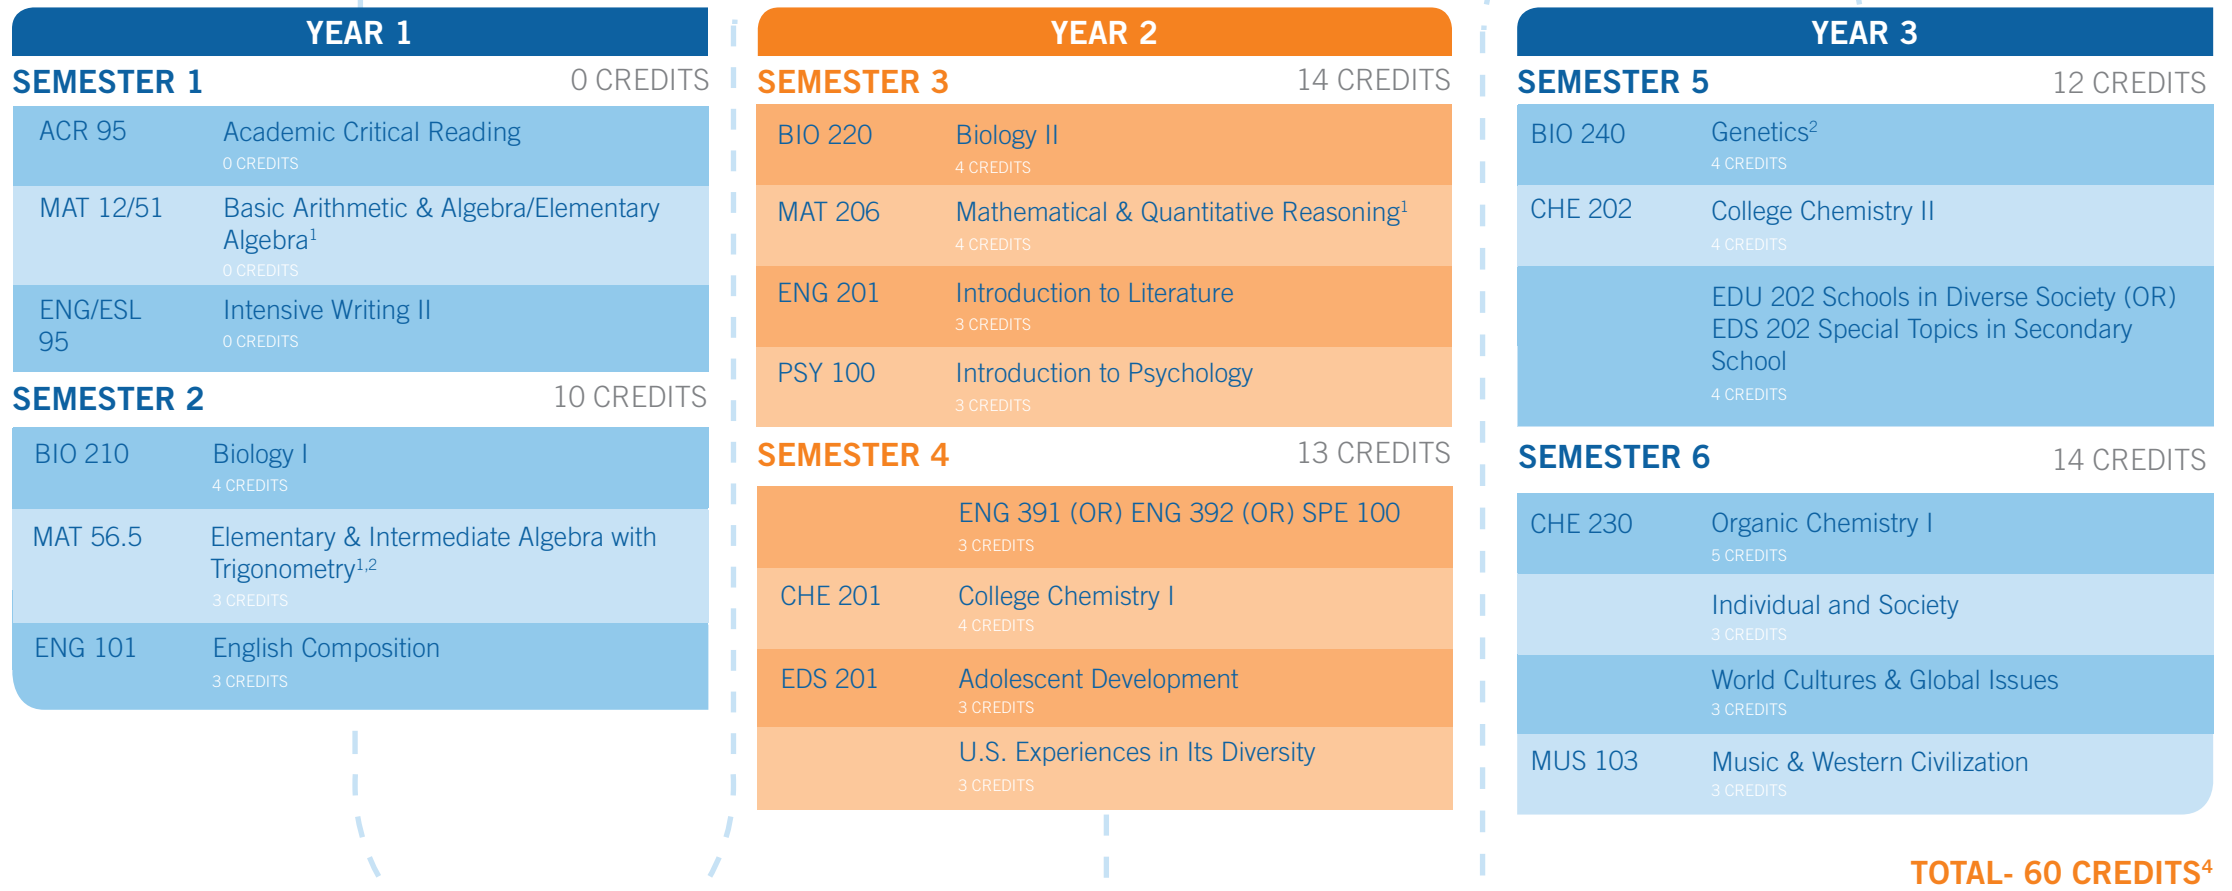 YEAR 1
SEMESTER 1 0 CREDITS
ACR 95 Academic Critical Reading
0 CREDITS
MAT 12/51 Basic Arithmetic & Algebra/Elementary
Algebra¹
0 CREDITS
ENG/ESL Intensive Writing II
95 0 CREDITS
SEMESTER 2 10 CREDITS
BIO 210 Biology I
4 CREDITS
MAT 56.5 Elementary & Intermediate Algebra with
Trigonometry¹,²
3 CREDITS
ENG 101 English Composition
3 CREDITS
YEAR 2
SEMESTER 3 14 CREDITS
BIO 220 Biology II
4 CREDITS
MAT 206 Mathematical & Quantitative Reasoning¹
4 CREDITS
ENG 201 Introduction to Literature
3 CREDITS
PSY 100 Introduction to Psychology
3 CREDITS
SEMESTER 4 13 CREDITS
ENG 391 (OR) ENG 392 (OR) SPE 100
3 CREDITS
CHE 201 College Chemistry I
4 CREDITS
EDS 201 Adolescent Development
3 CREDITS
U.S. Experiences in Its Diversity
3 CREDITS
YEAR 3
SEMESTER 5 12 CREDITS
BIO 240 Genetics²
4 CREDITS
CHE 202 College Chemistry II
4 CREDITS
EDU 202 Schools in Diverse Society (OR)
EDS 202 Special Topics in Secondary
School
4 CREDITS
SEMESTER 6 14 CREDITS
CHE 230 Organic Chemistry I
5 CREDITS
Individual and Society
3 CREDITS
World Cultures & Global Issues
3 CREDITS
MUS 103 Music & Western Civilization
3 CREDITS
TOTAL- 60 CREDITS⁴